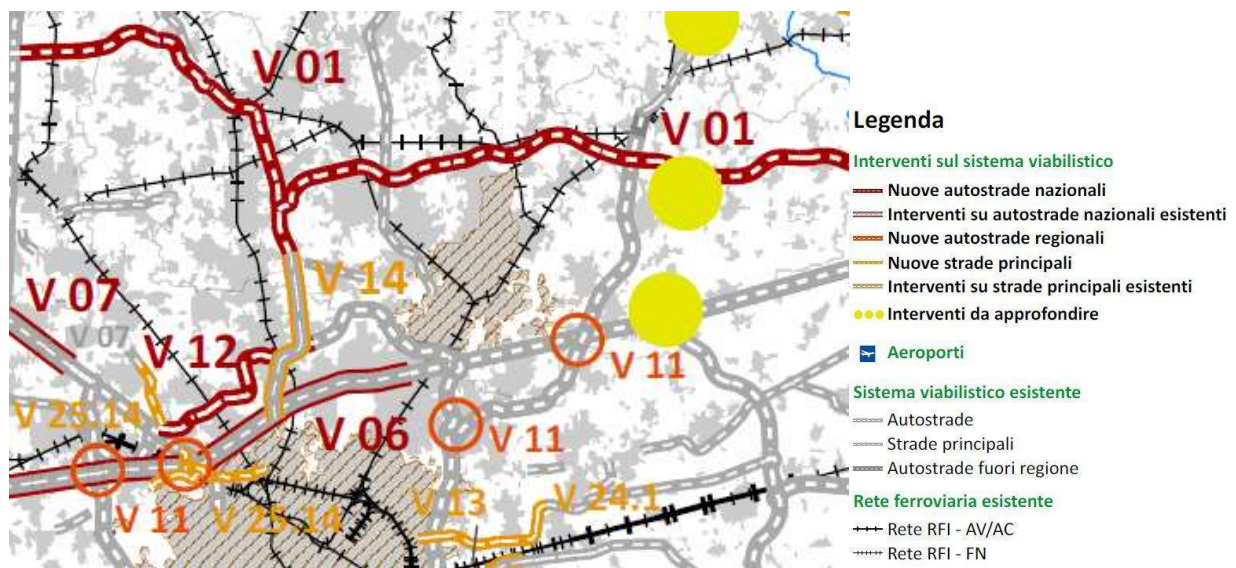 V 01
V 01
V 14
V 07
V 07
V 12
V 11
V 25.14
V 06
V 11
V 11
V 25.14
V 13
V 24.1
Legenda
Interventi sul sistema viabilistico
Nuove autostrade nazionali
Interventi su autostrade nazionali esistenti
Nuove autostrade regionali
Nuove strade principali
Interventi su strade principali esistenti
Interventi da approfondire
Aeroporti
Sistema viabilistico esistente
Autostrade
Strade principali
Autostrade fuori regione
Rete ferroviaria esistente
Rete RFI - AV/AC
Rete RFI - FN